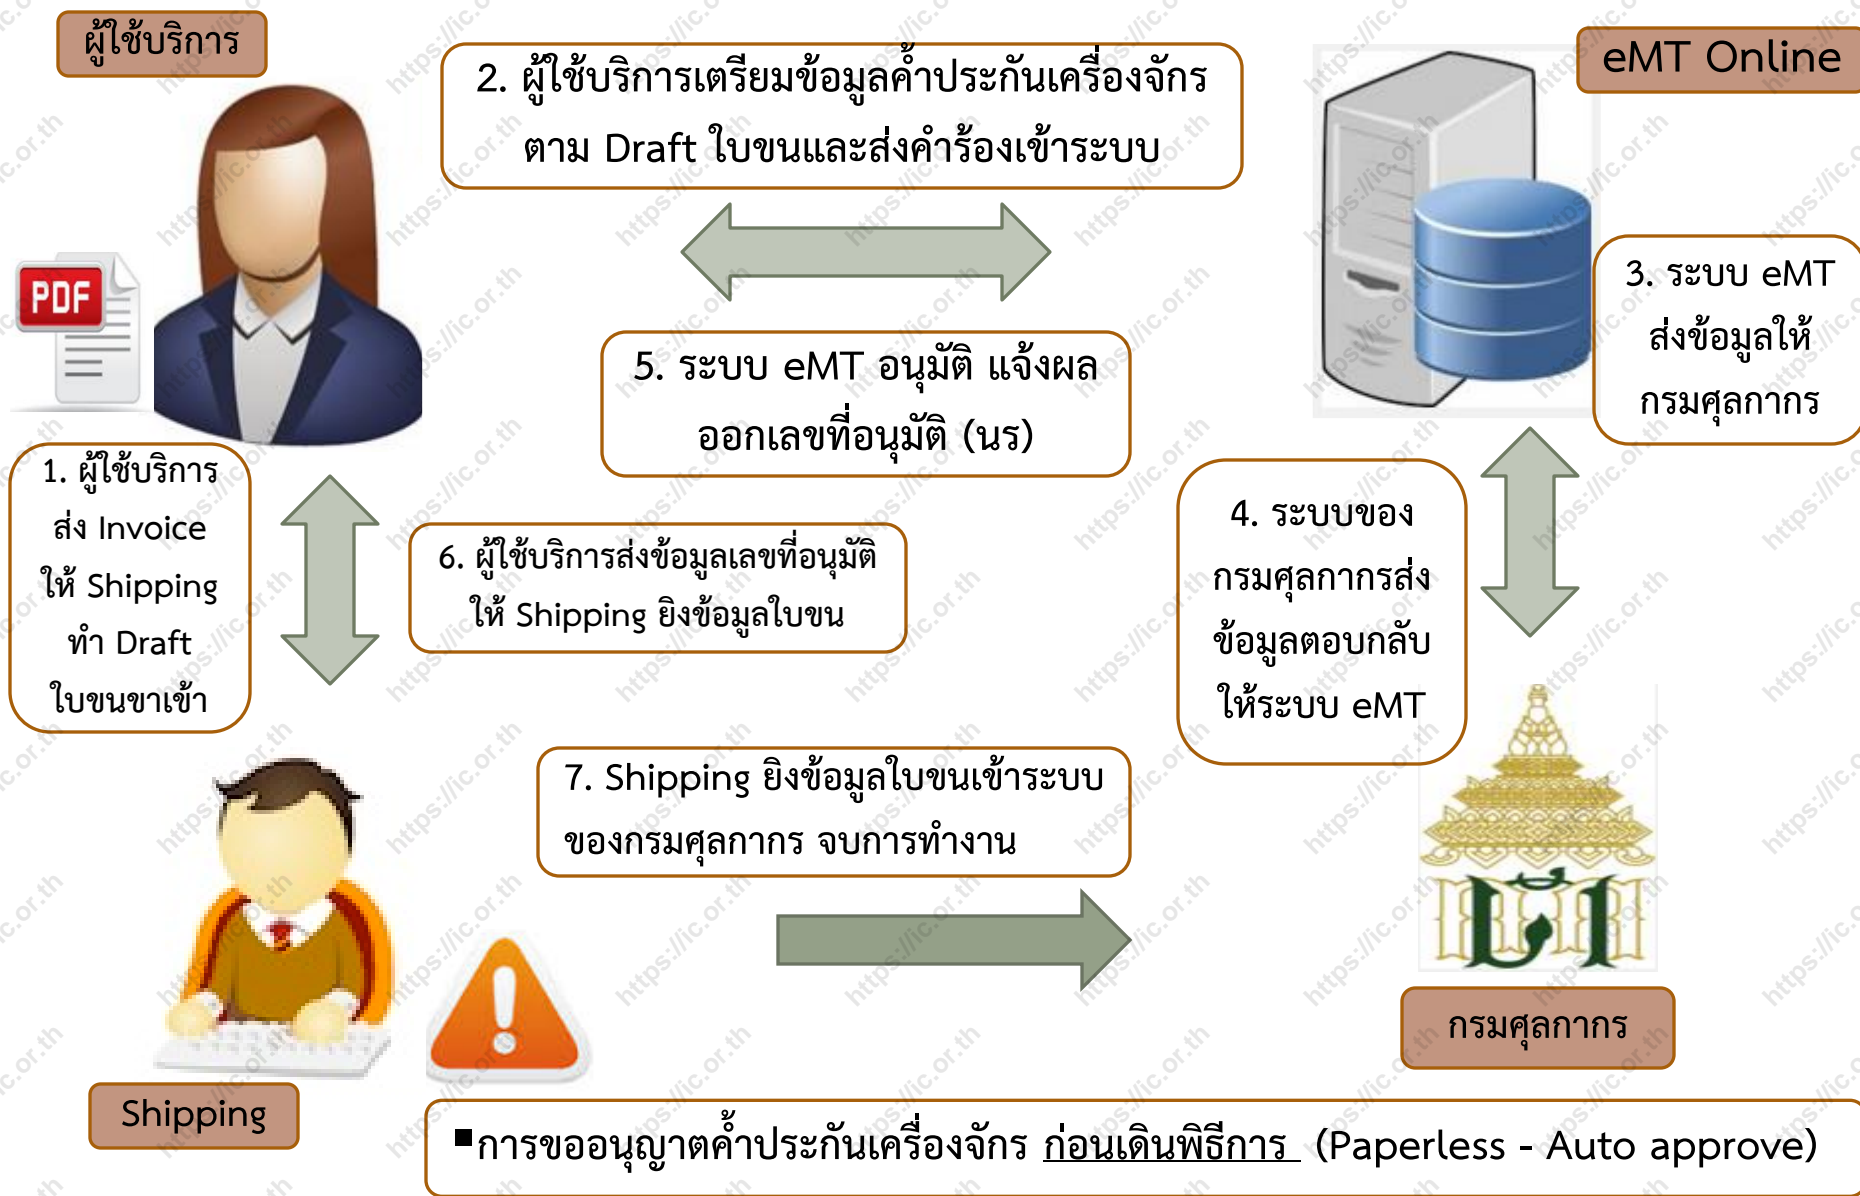 ผู้ใช้บริการ
eMT Online
2. ผู้ใช้บริการเตรียมข้อมูลค้ำประกันเครื่องจักร
ตาม Draft ใบขนและส่งคำร้องเข้าระบบ
PDF
3. ระบบ eMT
ส่งข้อมูลให้
กรมศุลกากร
5. ระบบ eMT อนุมัติ แจ้งผล
ออกเลขที่อนุมัติ (นร)
1. ผู้ใช้บริการ
ส่ง Invoice
ให้ Shipping
ทำ Draft
ใบขนขาเข้า
4. ระบบของ
กรมศุลกากรส่ง
ข้อมูลตอบกลับ
ให้ระบบ eMT
6. ผู้ใช้บริการส่งข้อมูลเลขที่อนุมัติ
ให้ Shipping ยิงข้อมูลใบขน
7. Shipping ยิงข้อมูลใบขนเข้าระบบ
ของกรมศุลกากร จบการทำงาน
กรมศุลกากร
Shipping
▪การขออนุญาตค้ำประกันเครื่องจักร ก่อนเดินพิธีการ (Paperless - Auto approve)
https://ic.or.th